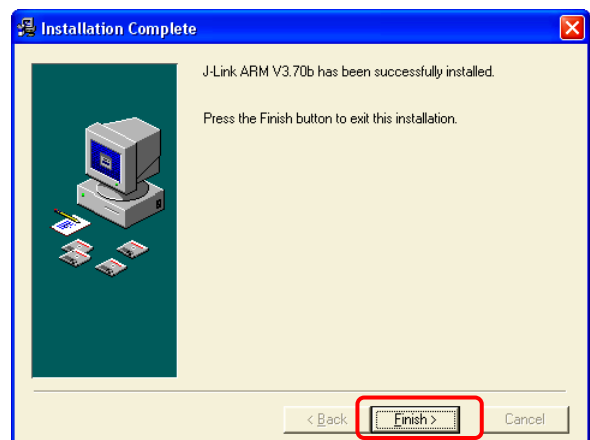 Installation Complete
J-Link ARM V3.70b has been successfully installed.
Press the Finish button to exit this installation.
< Back
Finish >
Cancel